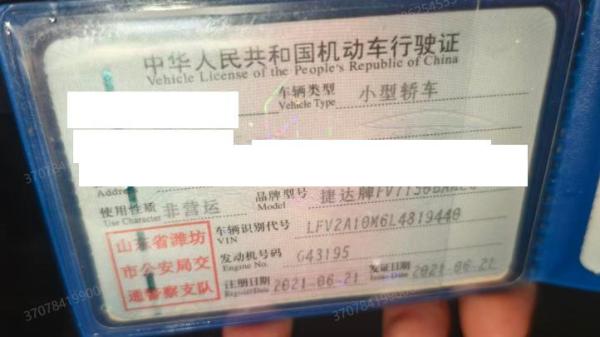 中华人民共和国机动车行驶证
Vehicle License of the People's Republic of China
车辆类型 小型轿车
Vehicle Type
Address
品牌型号 捷达牌
Model
使用性质 非营运
Use Character
车辆识别代号 LFV2A10M6L4819440
VIN
发动机号码 G43195
Engine No.
注册日期 2021-06-21 发证日期 2021-06-21
Register Date Issue Date
山东省潍坊
市公安局交
通警察支队